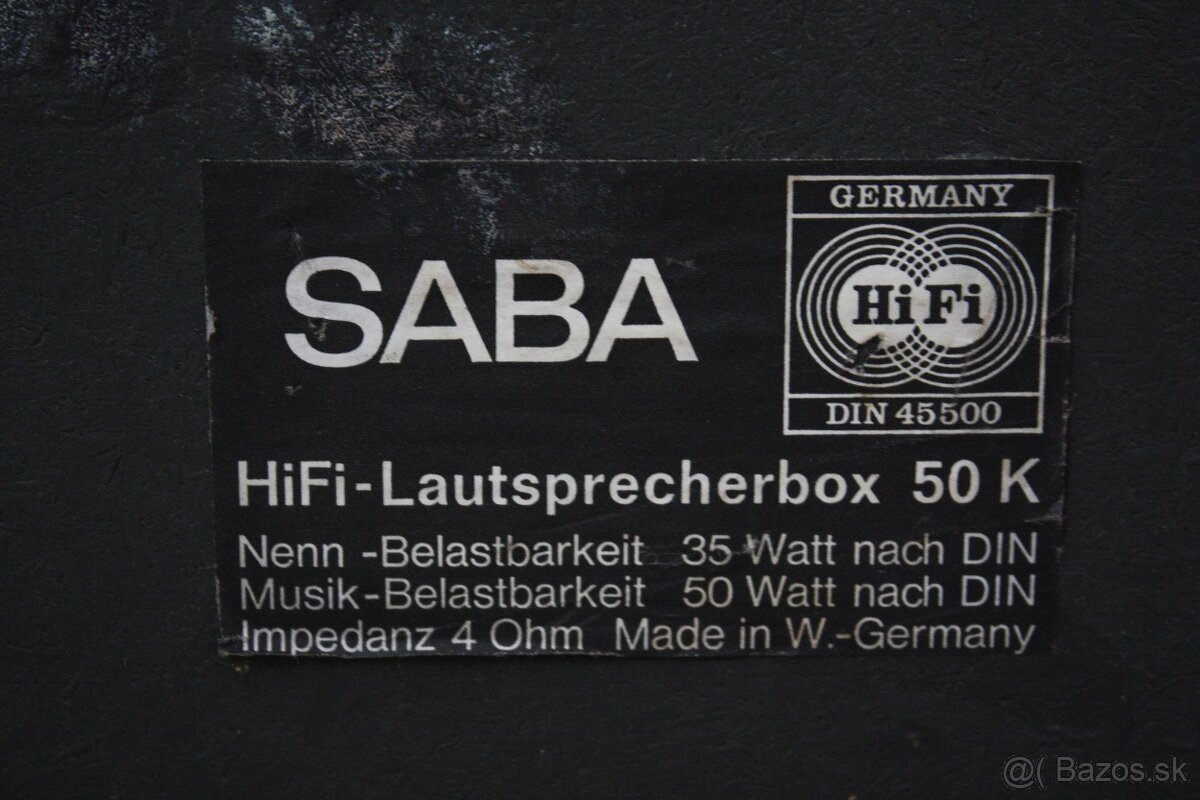 GERMANY
SABA
HiFi
DIN 45500
HiFi-Lautsprecherbox 50 K
Nenn -Belastbarkeit 35 Watt nach DIN
Musik-Belastbarkeit 50 Watt nach DIN
Impedanz 4 Ohm Made in W.-Germany
@( Bazos.sk